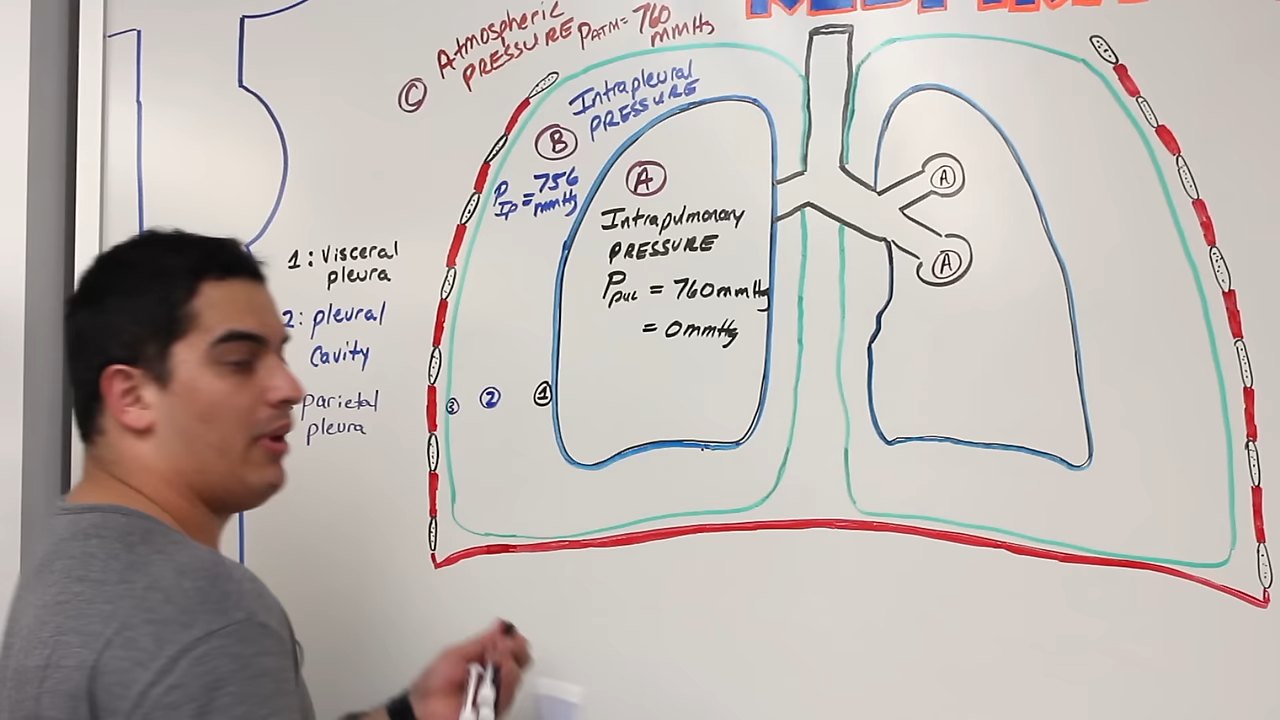 Atmospheric
PRESSURE PATM = 760
mmHg
C
Intrapleural
PRESSURE
B
PIP = 756
mmHg
A
Intrapulmonary
PRESSURE
Ppul = 760mmHg
= 0mmHg
1: Visceral
pleura
2: pleural
Cavity
parietal
pleura
3 2 1
A
A